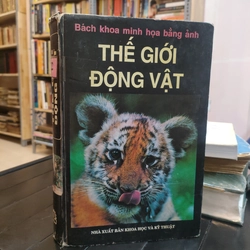 Bách khoa minh họa bằng ảnh
THẾ GIỚI
ĐỘNG VẬT
NHÀ XUẤT BẢN KHOA HỌC VÀ KỸ THUẬT